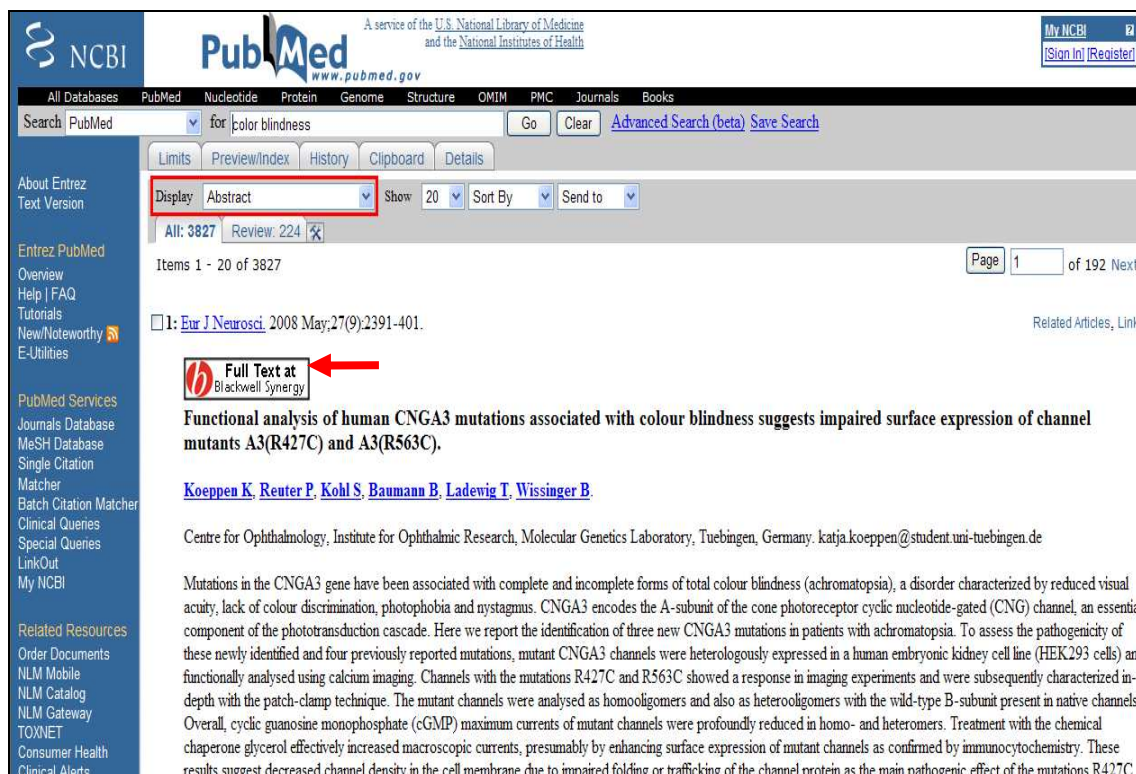 A service of the U.S. National Library of Medicine
and the National Institutes of Health
My NCBI ?
[Sign In] [Register]
NCBI
PubMed
www.pubmed.gov
All Databases PubMed Nucleotide Protein Genome Structure OMIM PMC Journals Books
Search PubMed for color blindness Go Clear Advanced Search (beta) Save Search
Limits Preview/Index History Clipboard Details
About Entrez
Text Version
Entrez PubMed
Overview
Help | FAQ
Tutorials
New/Noteworthy
E-Utilities
PubMed Services
Journals Database
MeSH Database
Single Citation
Matcher
Batch Citation Matcher
Clinical Queries
Special Queries
LinkOut
My NCBI
Related Resources
Order Documents
NLM Mobile
NLM Catalog
NLM Gateway
TOXNET
Consumer Health
Clinical Alerts
Display Abstract Show 20 Sort By Send to
All: 3827 Review: 224
Items 1 - 20 of 3827
Page 1 of 192 Next
1: Eur J Neurosci. 2008 May;27(9):2391-401.
Related Articles, Link
Full Text at
Blackwell Synergy
Functional analysis of human CNGA3 mutations associated with colour blindness suggests impaired surface expression of channel
mutants A3(R427C) and A3(R563C).
Koeppen K, Reuter P, Kohl S, Baumann B, Ladewig T, Wissinger B.
Centre for Ophthalmology, Institute for Ophthalmic Research, Molecular Genetics Laboratory, Tuebingen, Germany. katja.koeppen@student.uni-tuebingen.de
Mutations in the CNGA3 gene have been associated with complete and incomplete forms of total colour blindness (achromatopsia), a disorder characterized by reduced visual
acuity, lack of colour discrimination, photophobia and nystagmus. CNGA3 encodes the A-subunit of the cone photoreceptor cyclic nucleotide-gated (CNG) channel, an essentia
component of the phototransduction cascade. Here we report the identification of three new CNGA3 mutations in patients with achromatopsia. To assess the pathogenicity of
these newly identified and four previously reported mutations, mutant CNGA3 channels were heterologously expressed in a human embryonic kidney cell line (HEK293 cells) an
functionally analysed using calcium imaging. Channels with the mutations R427C and R563C showed a response in imaging experiments and were subsequently characterized in-
depth with the patch-clamp technique. The mutant channels were analysed as homooligomers and also as heterooligomers with the wild-type B-subunit present in native channels
Overall, cyclic guanosine monophosphate (cGMP) maximum currents of mutant channels were profoundly reduced in homo- and heteromers. Treatment with the chemical
chaperone glycerol effectively increased macroscopic currents, presumably by enhancing surface expression of mutant channels as confirmed by immunocytochemistry. These
results suggest decreased channel density in the cell membrane due to impaired folding or trafficking of the channel protein as the main pathogenic effect of the mutations R427C